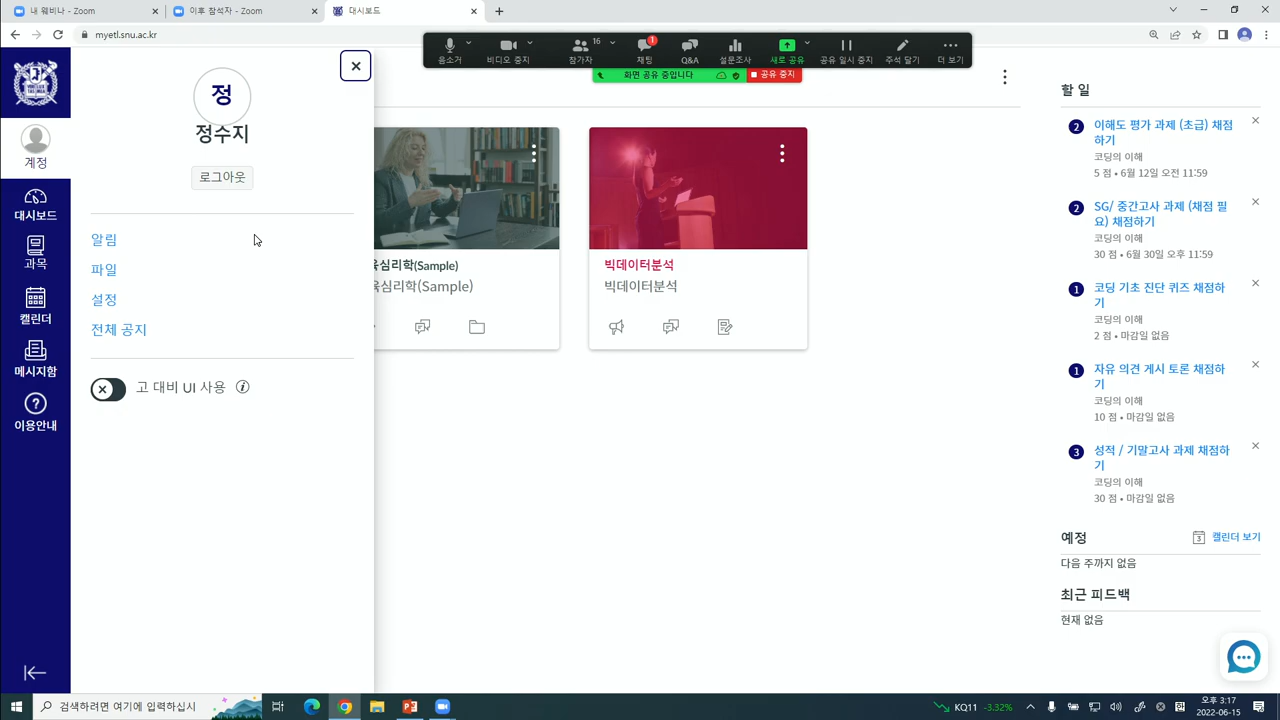 내 웨비나 - Zoom
이후 참석자 - Zoom
대시보드
myetl.snu.ac.kr
음소거
비디오 중지
16
참가자
1
채팅
Q&A
설문조사
새로 공유
공유 일시 중지
주석 달기
더 보기
화면 공유 중입니다
공유 중지
계정
대시보드
과목
캘린더
메시지함
이용안내
정
정수지
로그아웃
알림
파일
설정
전체 공지
고 대비 UI 사용
육심리학(Sample)
육심리학(Sample)
빅데이터분석
빅데이터분석
할 일
2
이해도 평가 과제 (초급) 채점
하기
코딩의 이해
5 점 • 6월 12일 오전 11:59
2
SG/ 중간고사 과제 (채점 필
요) 채점하기
코딩의 이해
30 점 • 6월 30일 오후 11:59
1
코딩 기초 진단 퀴즈 채점하
기
코딩의 이해
2 점 • 마감일 없음
1
자유 의견 게시 토론 채점하
기
코딩의 이해
10 점 • 마감일 없음
3
성적 / 기말고사 과제 채점하
기
코딩의 이해
30 점 • 마감일 없음
예정
3 캘린더 보기
다음 주까지 없음
최근 피드백
현재 없음
검색하려면 여기에 입력하십시
KQ11 -3.32%
오후 3:17
2022-06-15